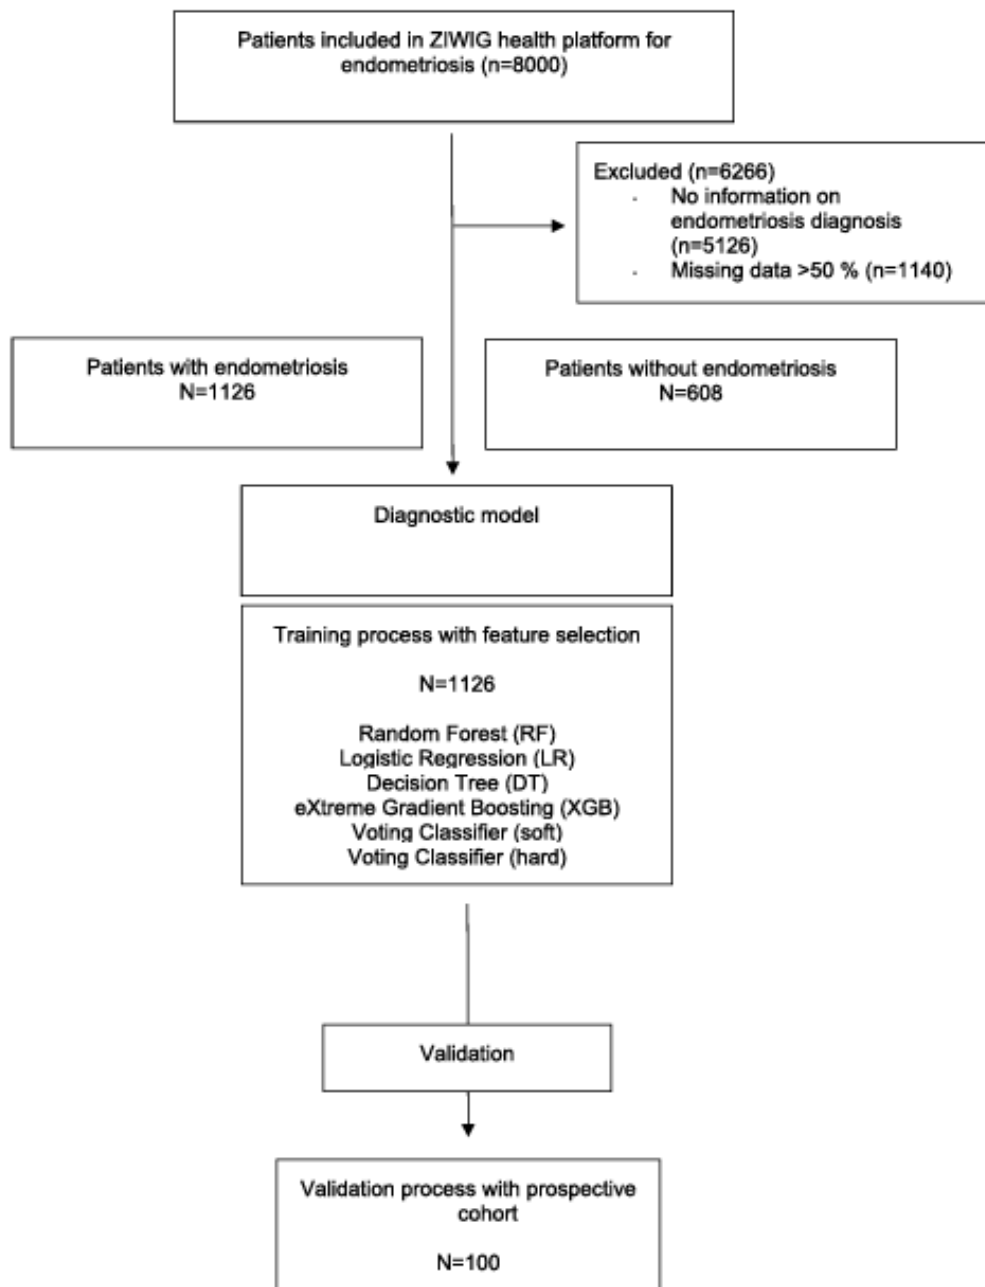 Patients included in ZIWIG health platform for
endometriosis (n=8000)
Excluded (n=6266)
- No information on
endometriosis diagnosis
(n=5126)
- Missing data >50 % (n=1140)
Patients with endometriosis
N=1126
Patients without endometriosis
N=608
Diagnostic model
Training process with feature selection
N=1126
Random Forest (RF)
Logistic Regression (LR)
Decision Tree (DT)
eXtreme Gradient Boosting (XGB)
Voting Classifier (soft)
Voting Classifier (hard)
Validation
Validation process with prospective
cohort
N=100